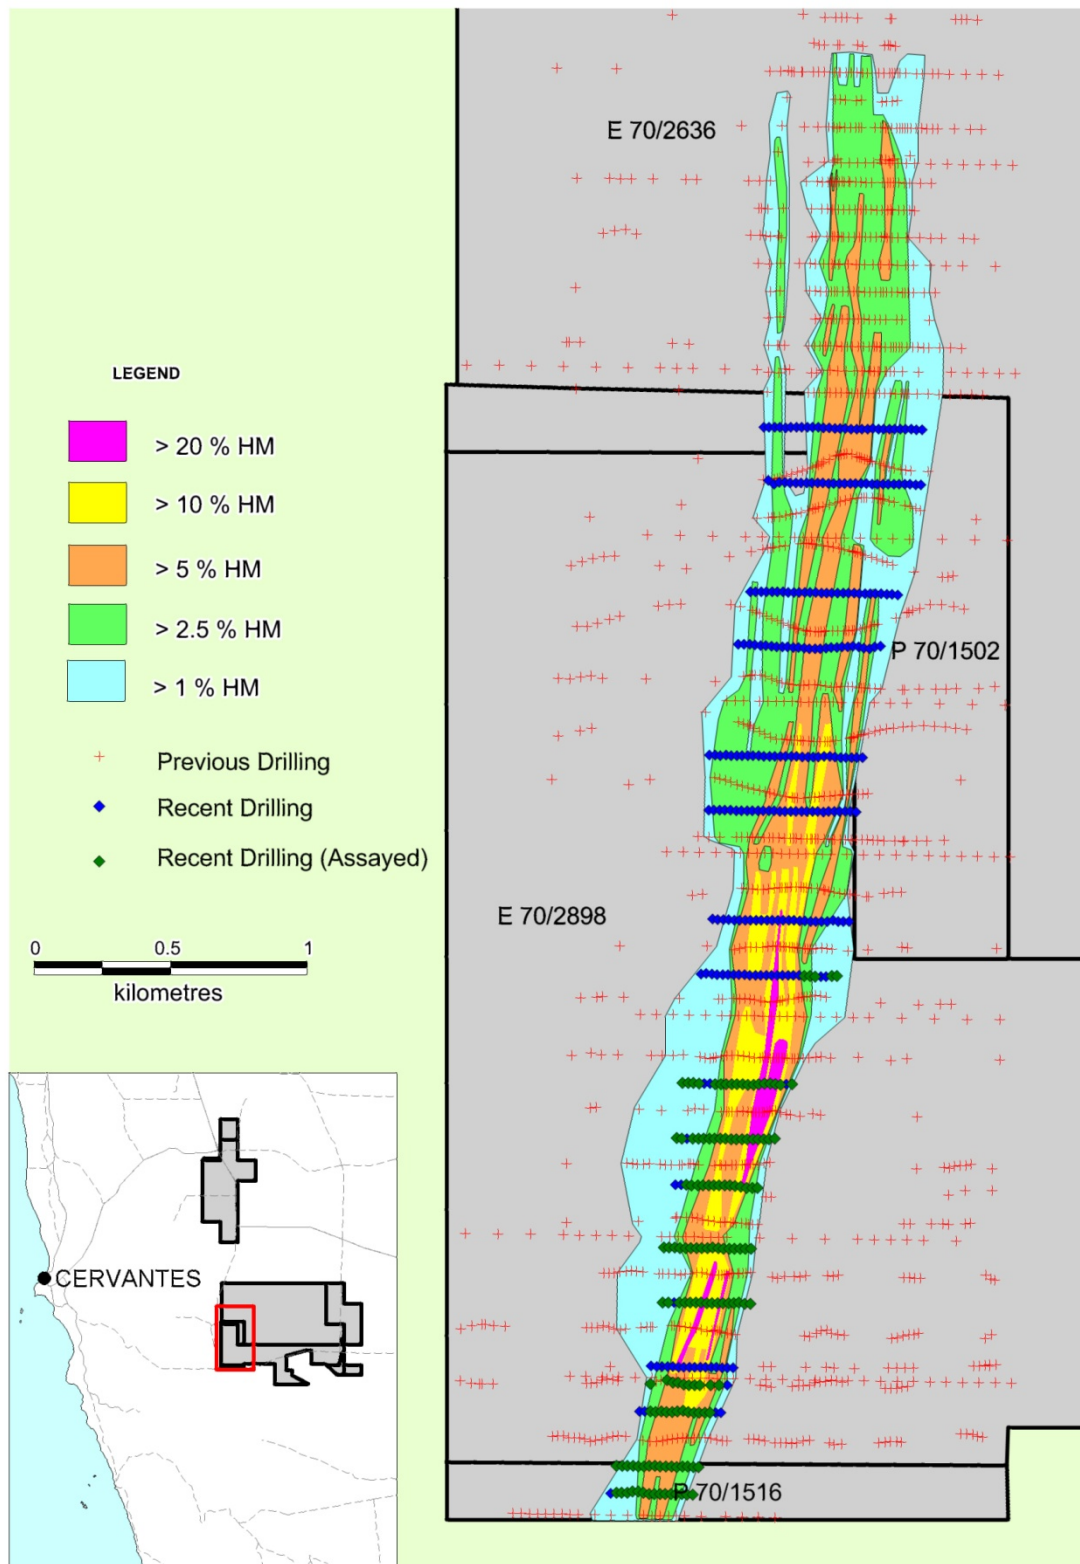 E 70/2636
LEGEND
> 20 % HM
> 10 % HM
> 5 % HM
> 2.5 % HM
> 1 % HM
P 70/1502
Previous Drilling
Recent Drilling
Recent Drilling (Assayed)
E 70/2898
0 0.5 1
kilometres
CERVANTES
P 70/1516